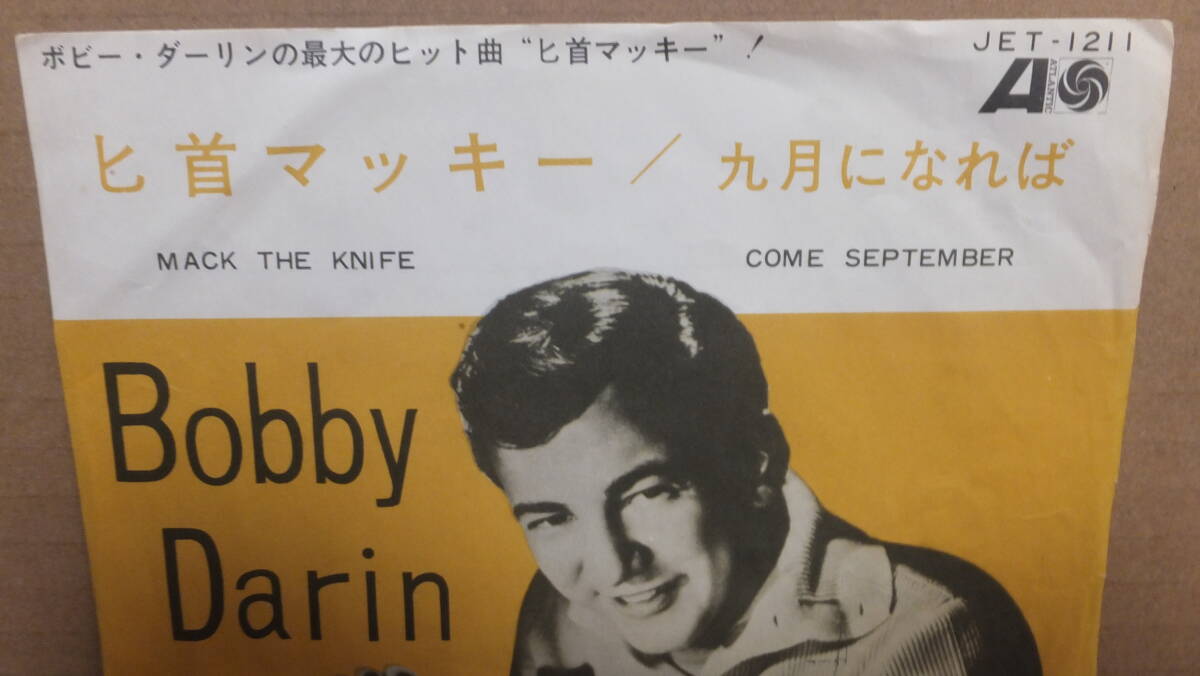 ボビー・ダーリンの最大のヒット曲 “匕首マッキー”！
JET-1211
ATLANTIC
匕首マッキー / 九月になれば
MACK THE KNIFE
COME SEPTEMBER
Bobby
Darin